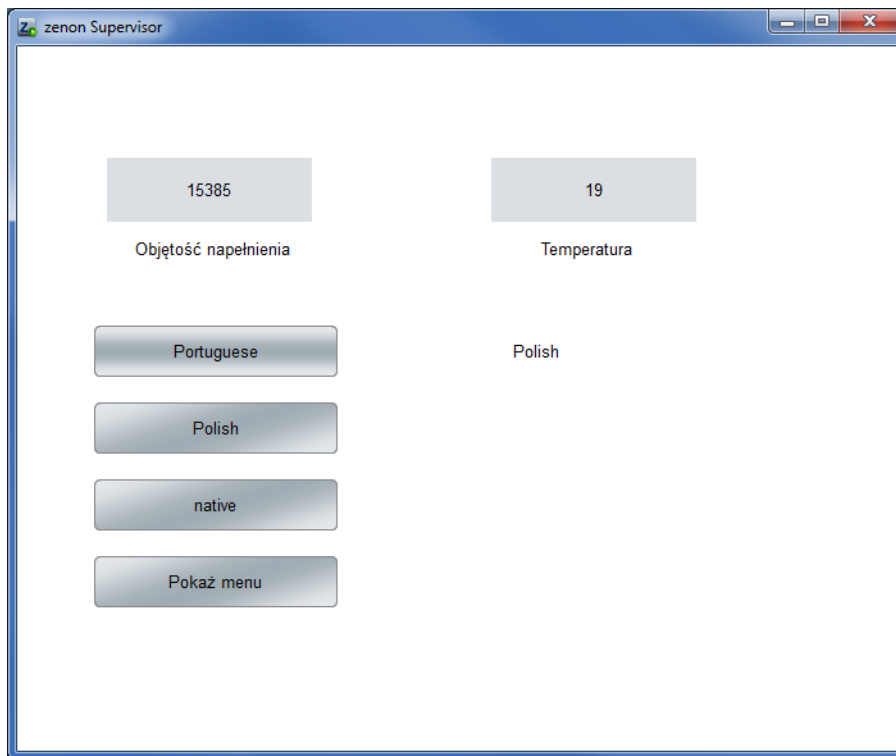 zenon Supervisor
15385
19
Objętość napełnienia
Temperatura
Portuguese
Polish
Polish
native
Pokaż menu